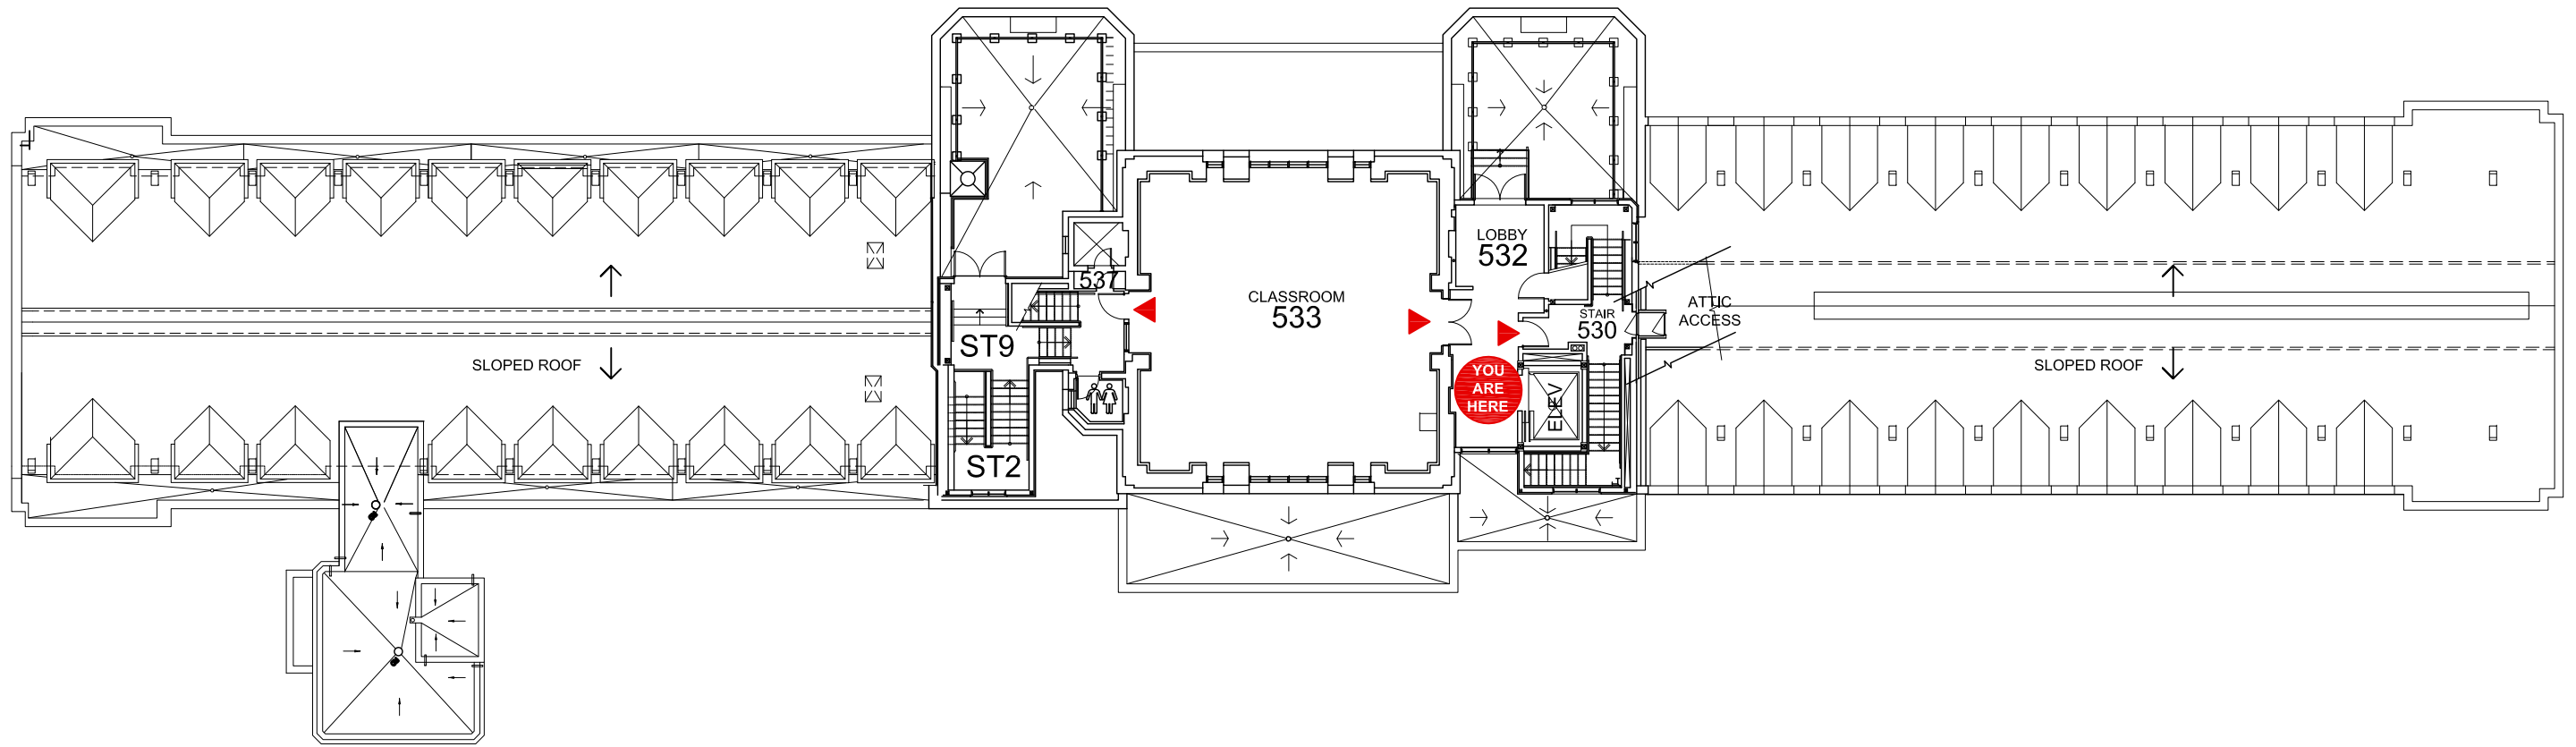 LOBBY
532
537
CLASSROOM
533
ATTIC
ACCESS
STAIR
530
ST9
SLOPED ROOF
SLOPED ROOF
YOU
ARE
HERE
ELEV
ST2